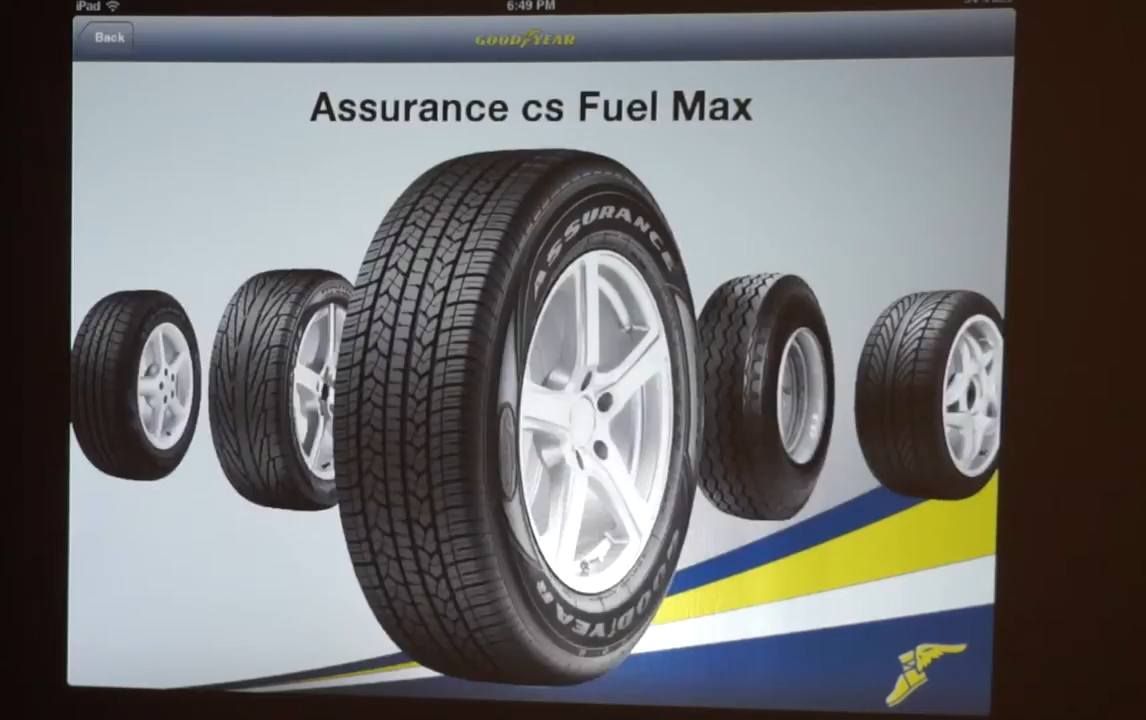 iPad 6:49 PM
Back
GOODYEAR
Assurance cs Fuel Max
ASSURANCE
GOODYEAR